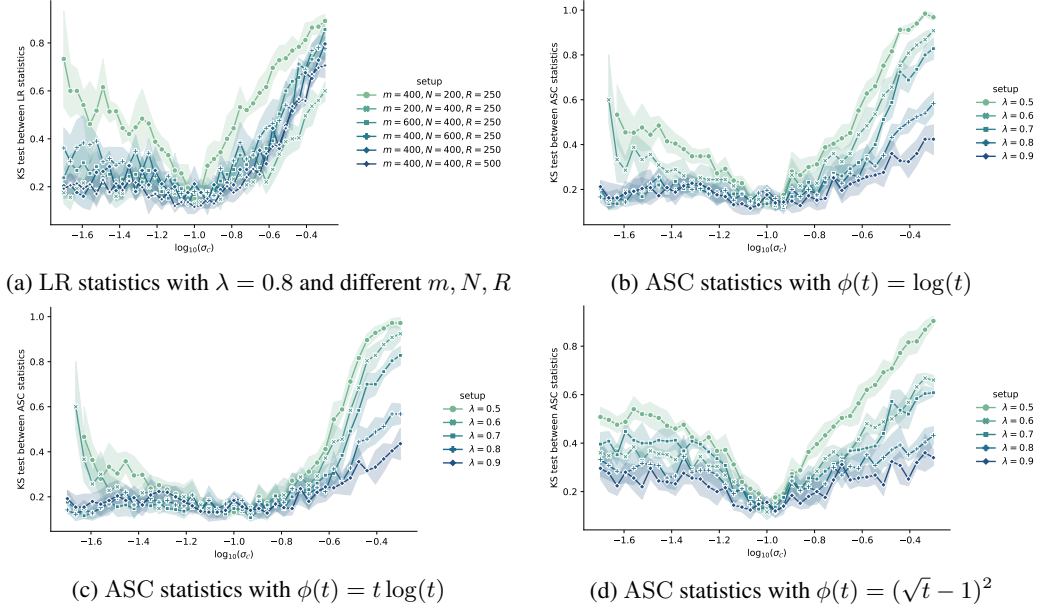 KS test between LR statistics
0.8
0.6
0.4
0.2
−1.6 −1.4 −1.2 −1.0 −0.8 −0.6 −0.4
log₁₀(σ_C)
setup
m = 400, N = 200, R = 250
m = 200, N = 400, R = 250
m = 600, N = 400, R = 250
m = 400, N = 600, R = 250
m = 400, N = 400, R = 250
m = 400, N = 400, R = 500
(a) LR statistics with λ = 0.8 and different m, N, R
KS test between ASC statistics
1.0
0.8
0.6
0.4
0.2
−1.6 −1.4 −1.2 −1.0 −0.8 −0.6 −0.4
log₁₀(σ_C)
setup
λ = 0.5
λ = 0.6
λ = 0.7
λ = 0.8
λ = 0.9
(b) ASC statistics with ϕ(t) = log(t)
KS test between ASC statistics
1.0
0.8
0.6
0.4
0.2
−1.6 −1.4 −1.2 −1.0 −0.8 −0.6 −0.4
log₁₀(σ_C)
setup
λ = 0.5
λ = 0.6
λ = 0.7
λ = 0.8
λ = 0.9
(c) ASC statistics with ϕ(t) = t log(t)
KS test between ASC statistics
1.0
0.8
0.6
0.4
0.2
−1.6 −1.4 −1.2 −1.0 −0.8 −0.6 −0.4
log₁₀(σ_C)
setup
λ = 0.5
λ = 0.6
λ = 0.7
λ = 0.8
λ = 0.9
(d) ASC statistics with ϕ(t) = (√t − 1)²